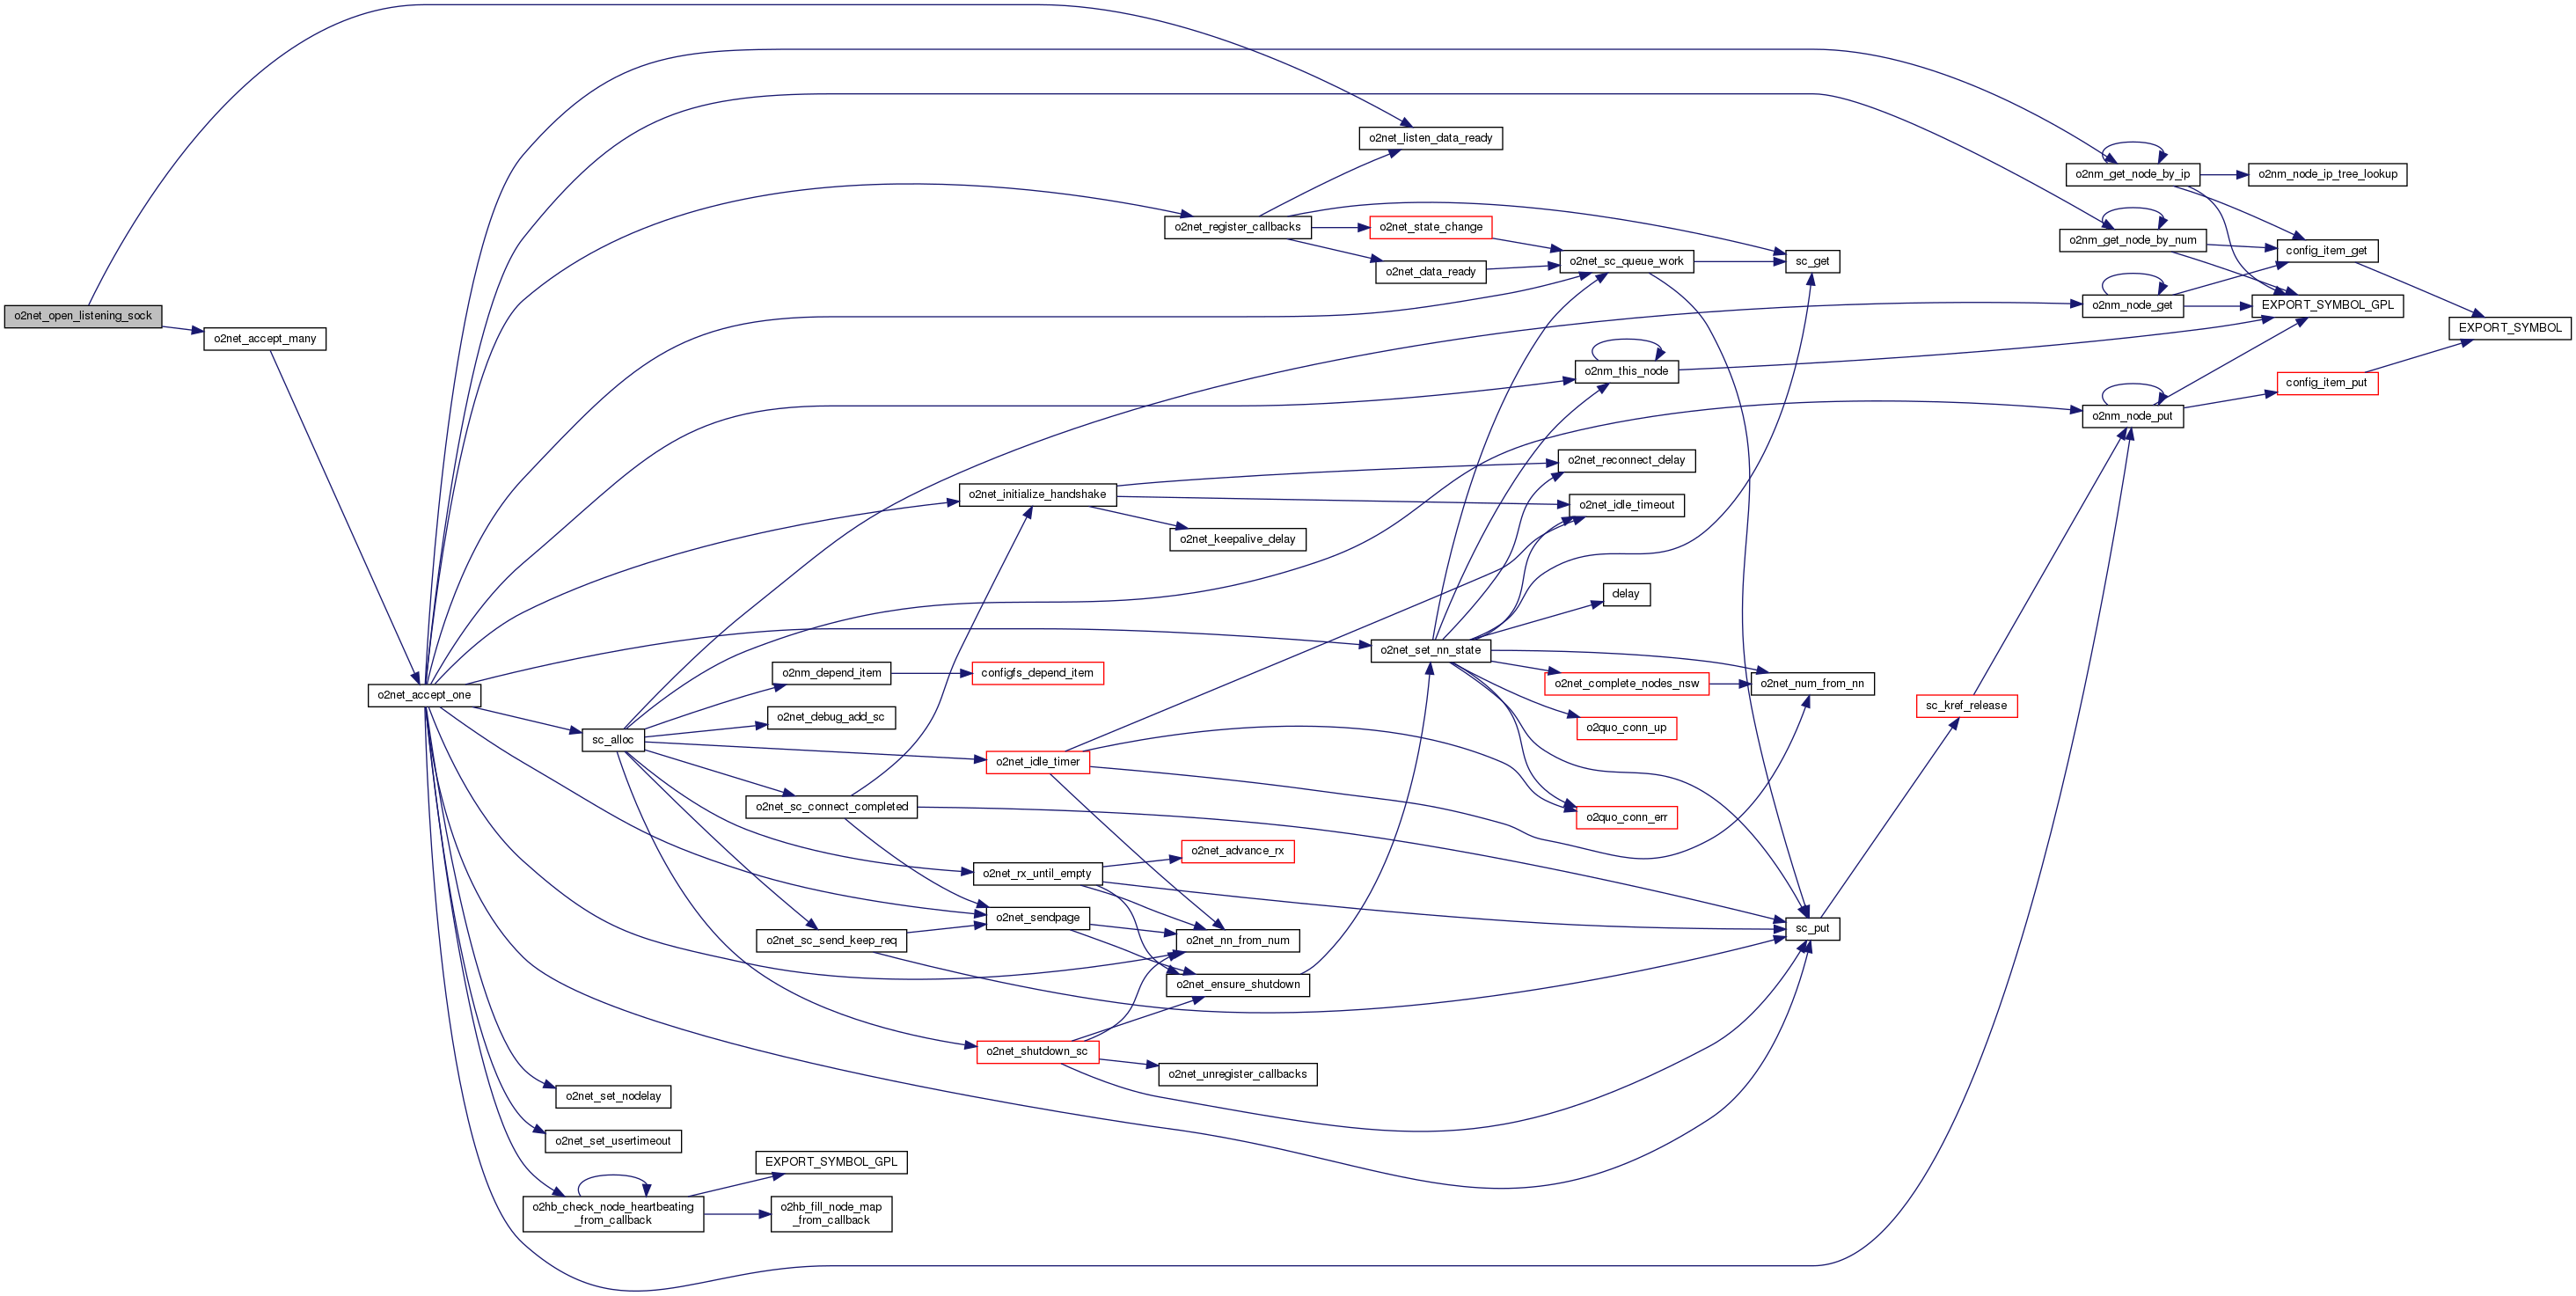 o2net_open_listening_sock
o2net_accept_many
o2net_accept_one
sc_alloc
o2net_set_nodelay
o2net_set_usertimeout
o2hb_check_node_heartbeating
_from_callback
o2nm_depend_item
o2net_debug_add_sc
o2net_sc_connect_completed
o2net_sc_send_keep_req
EXPORT_SYMBOL_GPL
o2hb_fill_node_map
_from_callback
o2net_initialize_handshake
configfs_depend_item
o2net_idle_timer
o2net_rx_until_empty
o2net_sendpage
o2net_shutdown_sc
o2net_register_callbacks
o2net_keepalive_delay
o2net_advance_rx
o2net_nn_from_num
o2net_ensure_shutdown
o2net_unregister_callbacks
o2net_listen_data_ready
o2net_state_change
o2net_data_ready
o2net_set_nn_state
o2net_sc_queue_work
o2nm_this_node
o2net_reconnect_delay
o2net_idle_timeout
delay
o2net_complete_nodes_nsw
o2quo_conn_up
o2quo_conn_err
sc_get
o2net_num_from_nn
sc_put
sc_kref_release
o2nm_get_node_by_ip
o2nm_get_node_by_num
o2nm_node_get
o2nm_node_put
o2nm_node_ip_tree_lookup
config_item_get
EXPORT_SYMBOL_GPL
config_item_put
EXPORT_SYMBOL